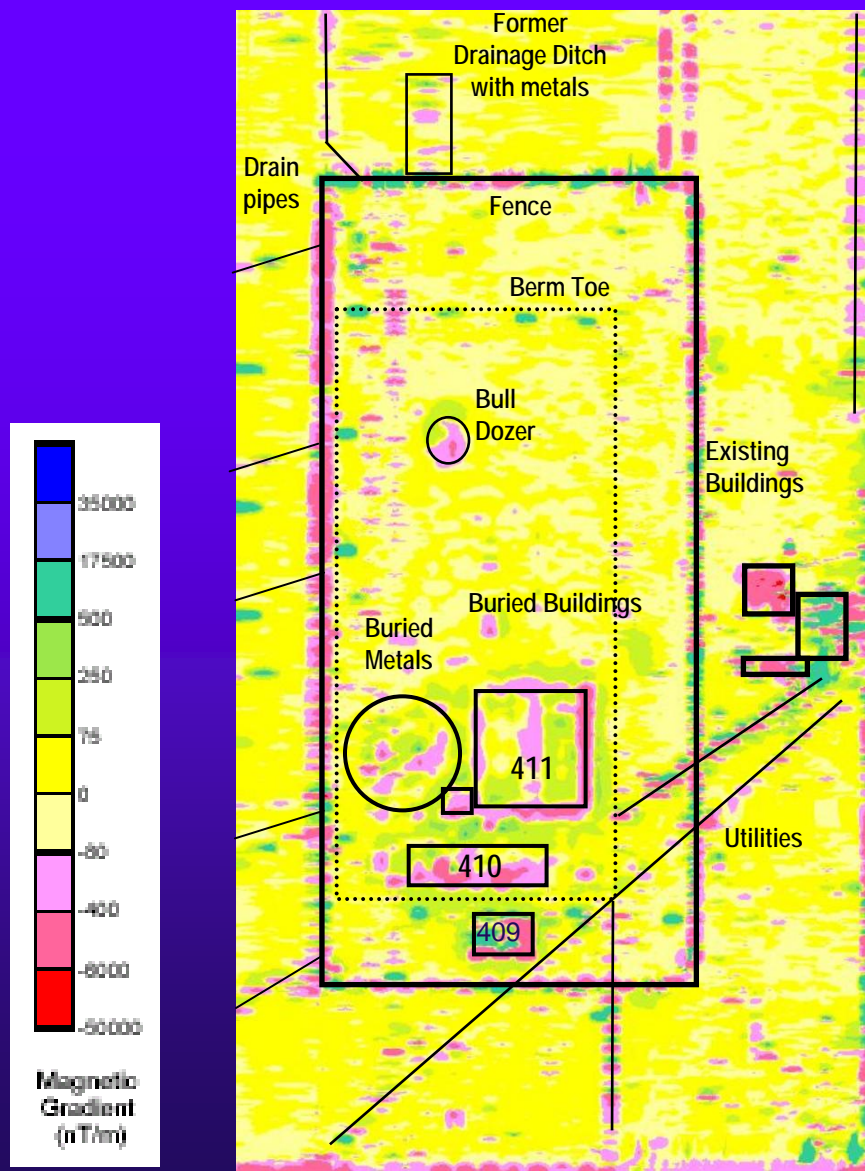 Former
Drainage Ditch
with metals
Drain
pipes
Fence
Berm Toe
Bull
Dozer
Existing
Buildings
Buried Buildings
Buried
Metals
411
410
409
Utilities
35000
17500
500
250
75
0
-80
-400
-6000
-50000
Magnetic
Gradient
(nT/m)